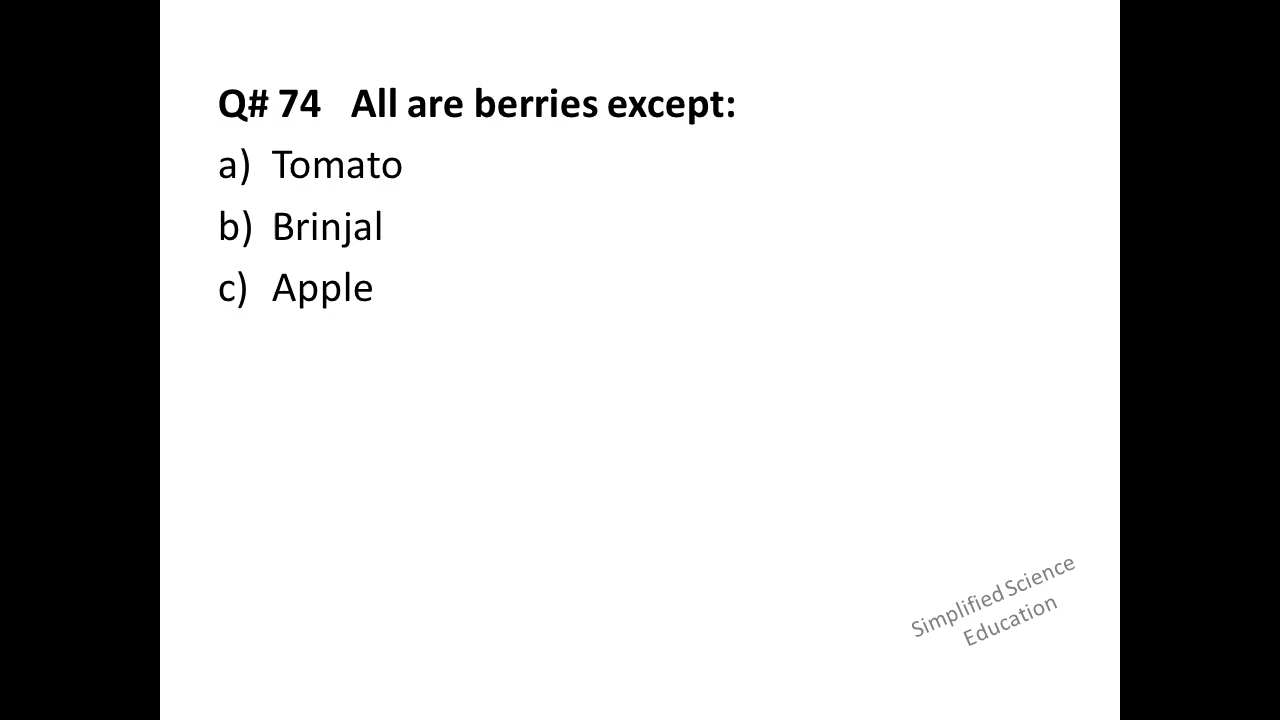 Q# 74 All are berries except:
a) Tomato
b) Brinjal
c) Apple
Simplified Science
Education